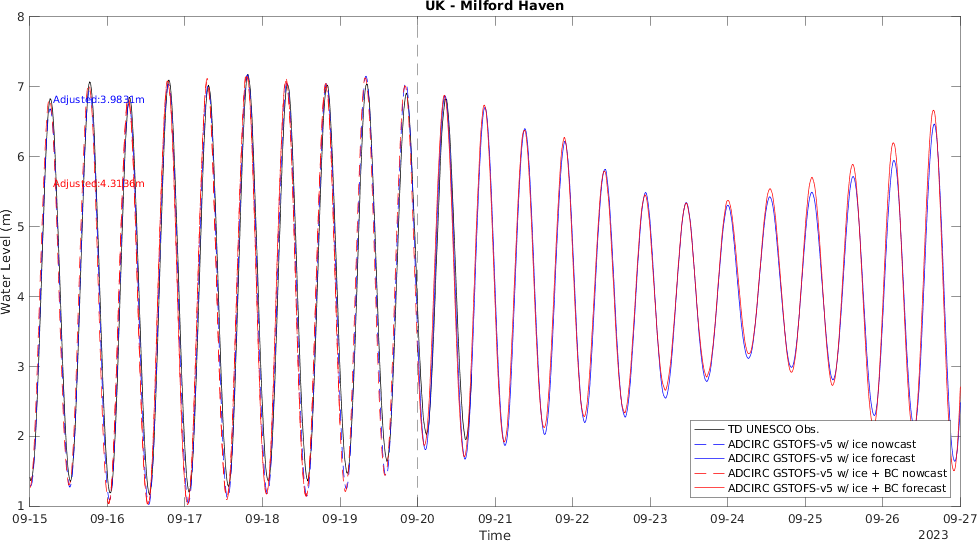 UK - Milford Haven
8
7
6
5
4
3
2
1
Water Level (m)
Adjusted:3.9831m
Adjusted:4.3136m
TD UNESCO Obs.
ADCIRC GSTOFS-v5 w/ ice nowcast
ADCIRC GSTOFS-v5 w/ ice forecast
ADCIRC GSTOFS-v5 w/ ice + BC nowcast
ADCIRC GSTOFS-v5 w/ ice + BC forecast
09-15 09-16 09-17 09-18 09-19 09-20 09-21 09-22 09-23 09-24 09-25 09-26 09-27
Time
2023